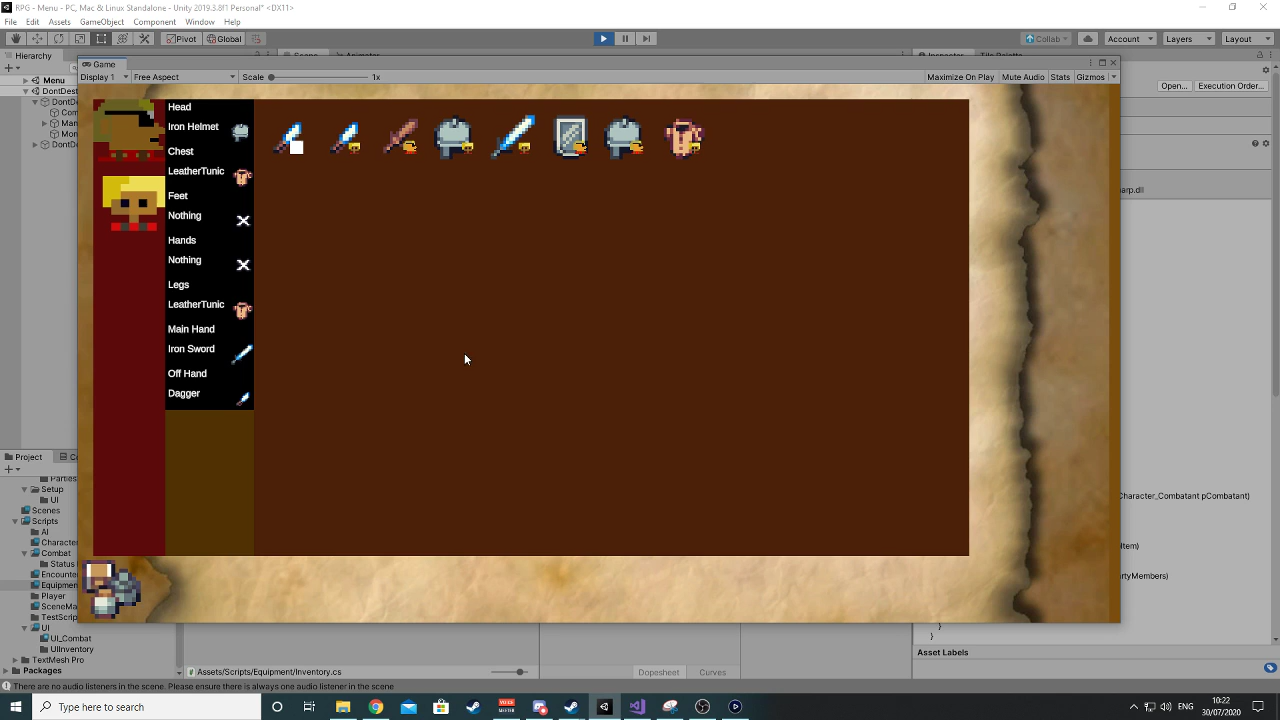 RPG - Menu - PC, Mac & Linux Standalone - Unity 2019.3.8f1 Personal* <DX11>
File Edit Assets GameObject Component Window Help
Pivot Global Collab Account Layers Layout
Hierarchy
Game
Display 1 Free Aspect Scale 1x Maximize On Play Mute Audio Stats Gizmos
Menu
DontDest
Open... Execution Order...
Head
Iron Helmet
Chest
LeatherTunic
Feet
Nothing
Hands
Nothing
Legs
LeatherTunic
Main Hand
Iron Sword
Off Hand
Dagger
arp.dll
Project
Parties
Setup
UI
Scenes
Scripts
AI
Characte
Combat
Status
Encounte
Equipmen
Player
SceneMa
TestScrip
UI
UI_Combat
UInventory
TextMesh Pro
Packages
Character_Combatant pCombatant)
Item)
rtyMembers)
}
}
Asset Labels
Assets/Scripts/Equipment/Inventory.cs
Dopesheet Curves
There are no audio listeners in the scene. Please ensure there is always one audio listener in the scene
Type here to search
ENG
10:22
30/07/2020